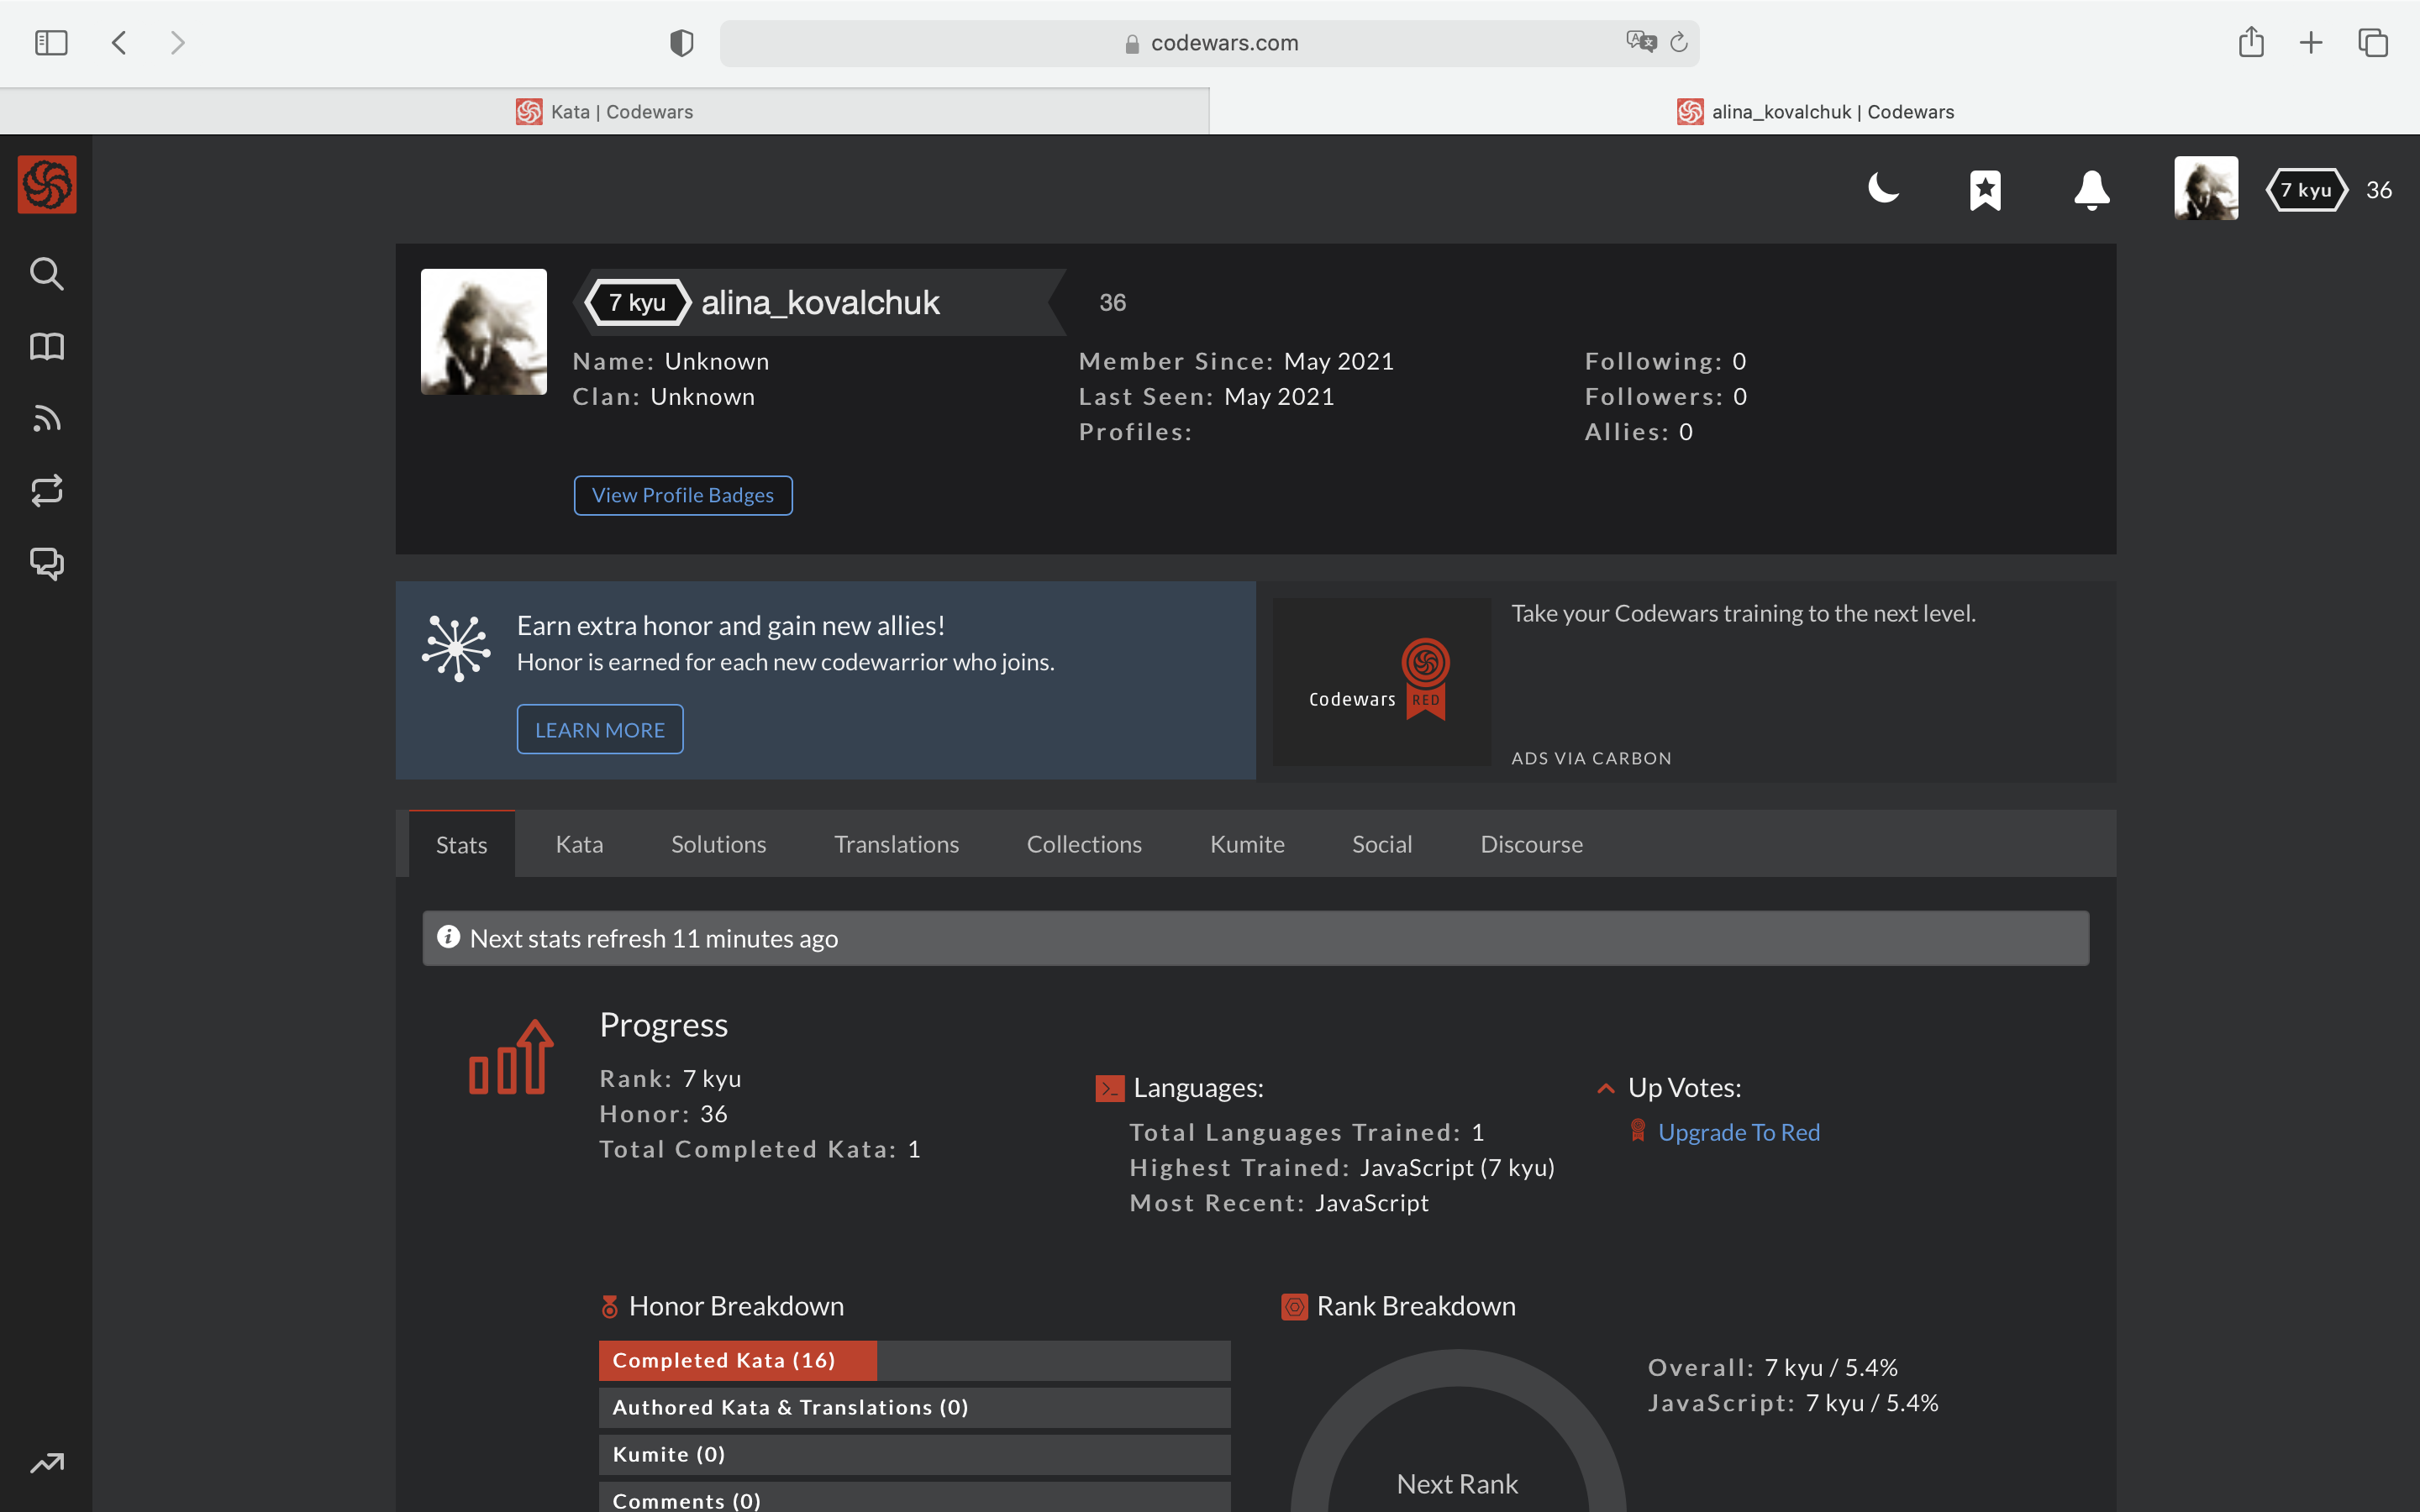 codewars.com
Kata | Codewars
alina_kovalchuk | Codewars
7 kyu 36
7 kyu alina_kovalchuk 36
Name: Unknown
Clan: Unknown
Member Since: May 2021
Last Seen: May 2021
Profiles:
Following: 0
Followers: 0
Allies: 0
View Profile Badges
Earn extra honor and gain new allies!
Honor is earned for each new codewarrior who joins.
LEARN MORE
Codewars RED
Take your Codewars training to the next level.
ADS VIA CARBON
Stats Kata Solutions Translations Collections Kumite Social Discourse
Next stats refresh 11 minutes ago
Progress
Rank: 7 kyu
Honor: 36
Total Completed Kata: 1
Languages:
Total Languages Trained: 1
Highest Trained: JavaScript (7 kyu)
Most Recent: JavaScript
Up Votes:
Upgrade To Red
Honor Breakdown
Completed Kata (16)
Authored Kata & Translations (0)
Kumite (0)
Comments (0)
Rank Breakdown
Next Rank
Overall: 7 kyu / 5.4%
JavaScript: 7 kyu / 5.4%